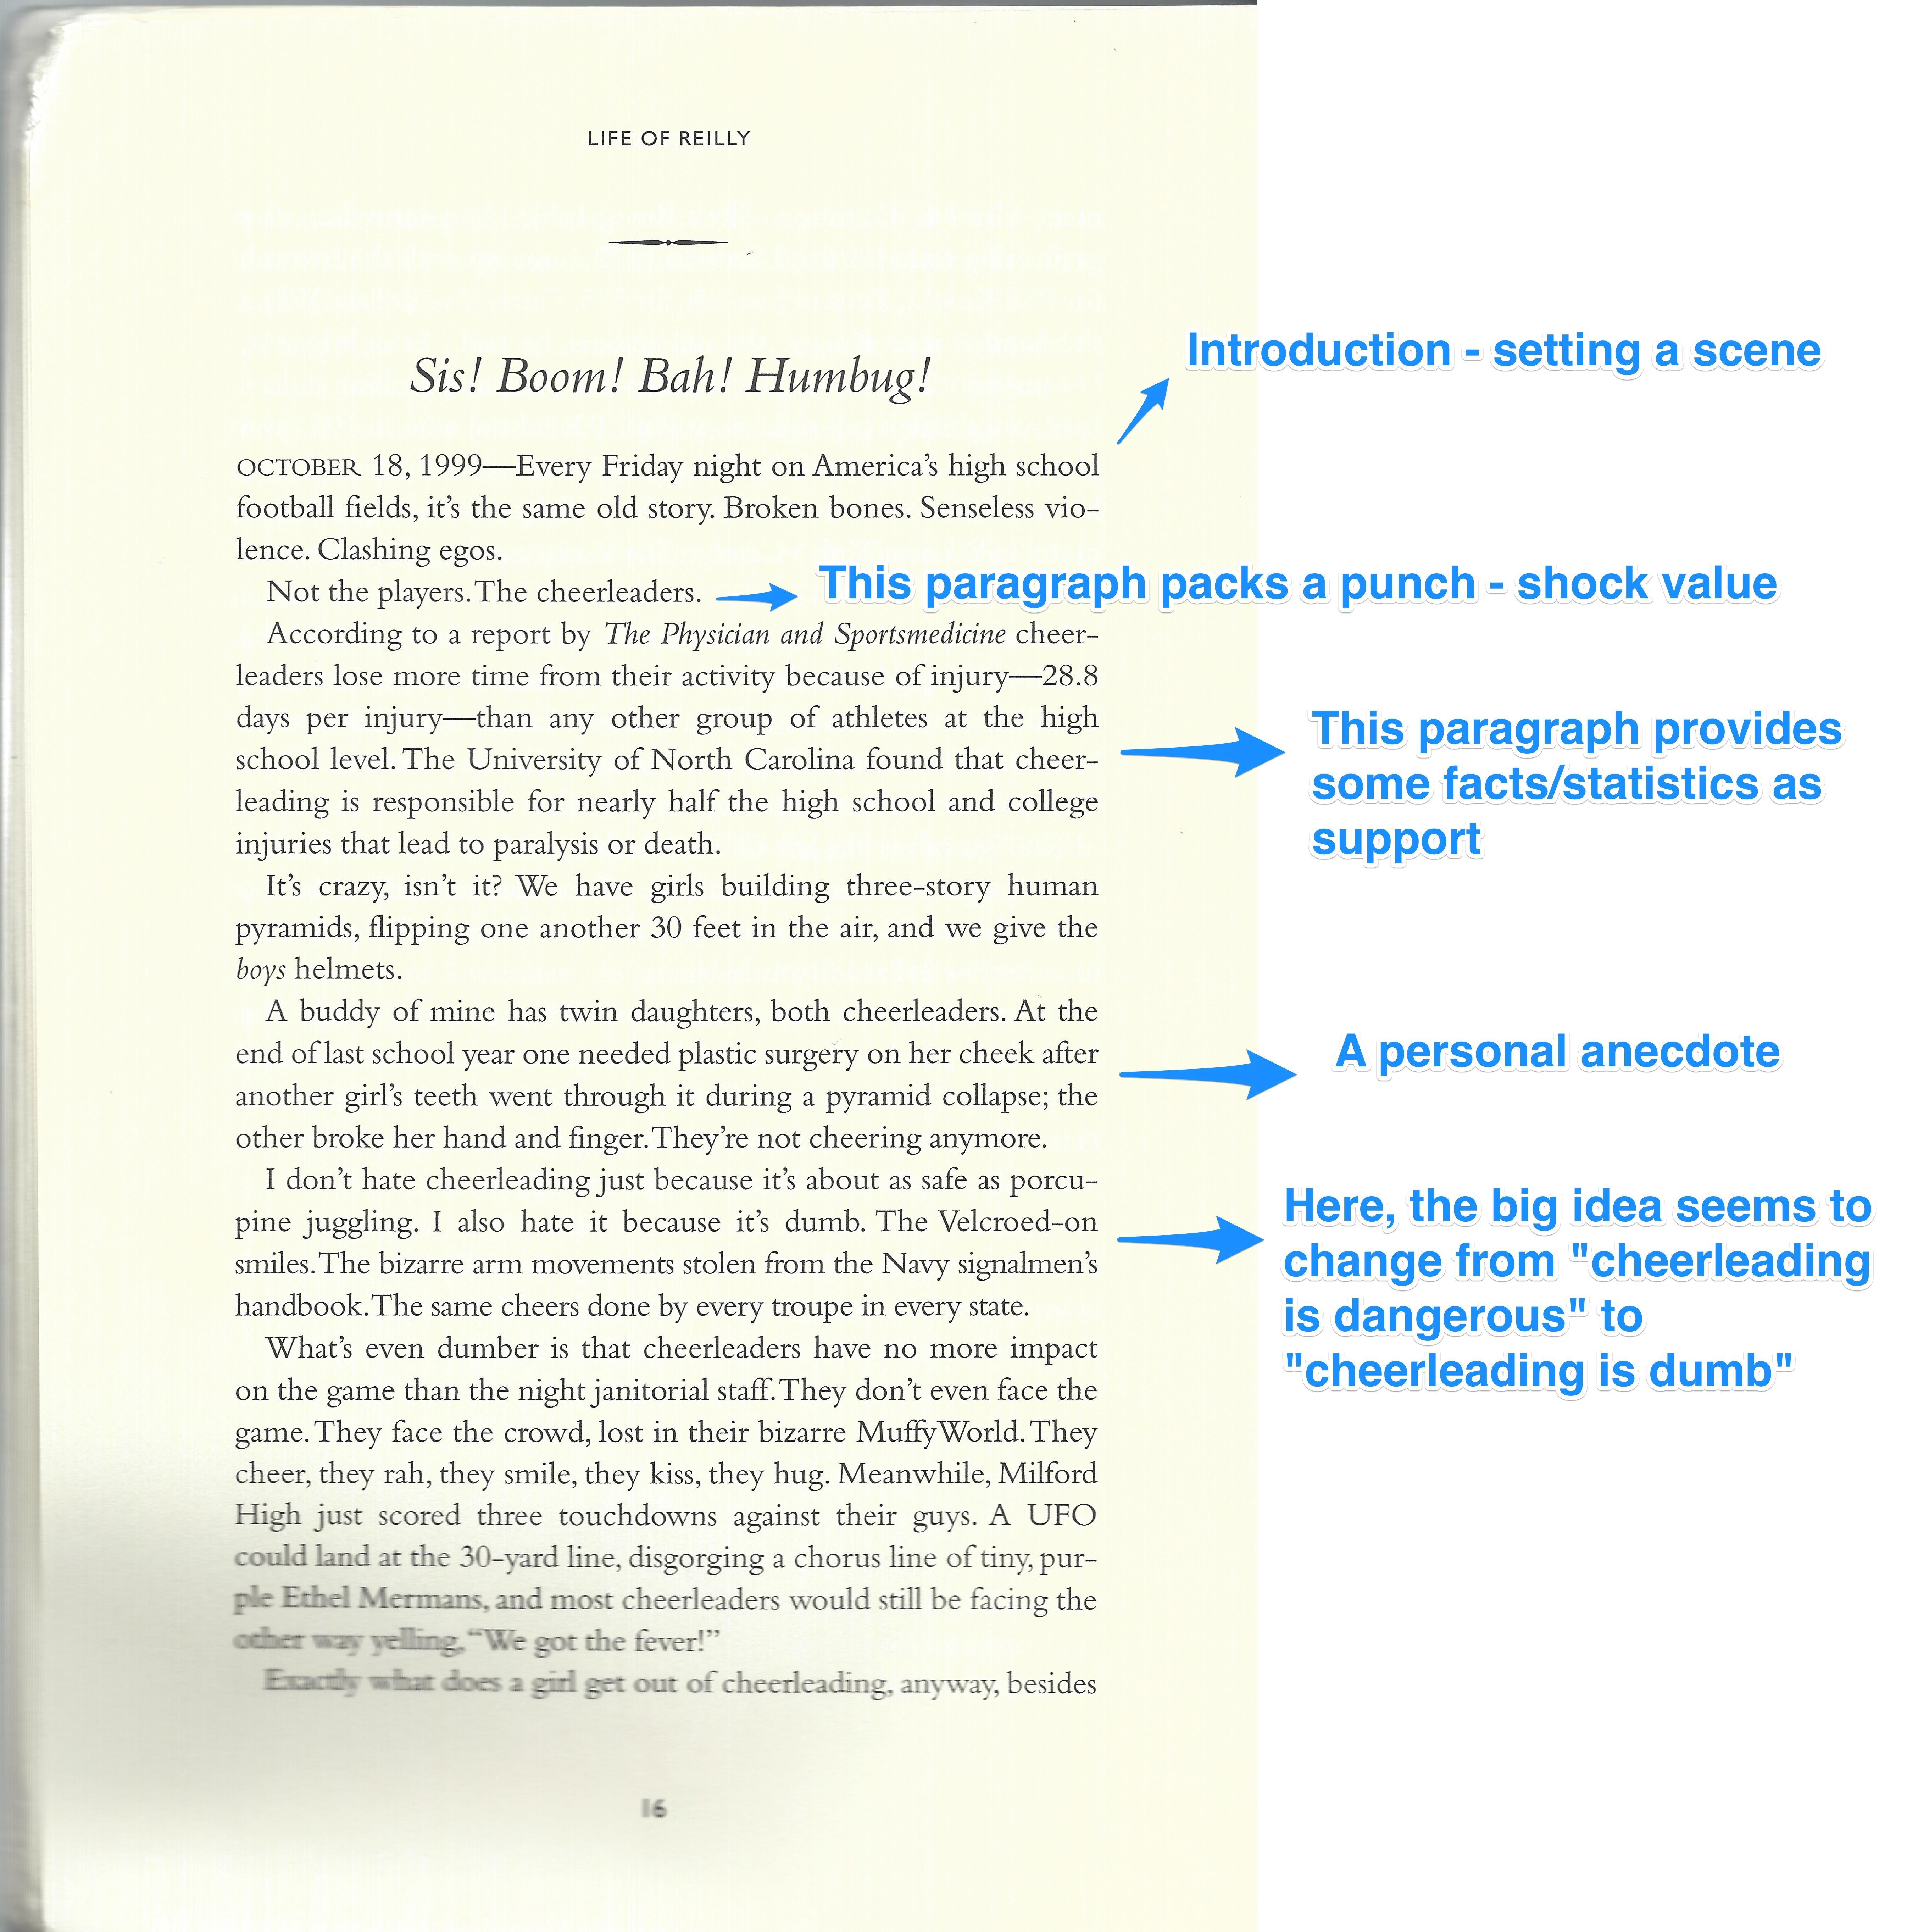 LIFE OF REILLY
Sis! Boom! Bah! Humbug!
Introduction - setting a scene
OCTOBER 18, 1999—Every Friday night on America's high school
football fields, it's the same old story. Broken bones. Senseless vio-
lence. Clashing egos.
Not the players. The cheerleaders.
This paragraph packs a punch - shock value
According to a report by The Physician and Sportsmedicine cheer-
leaders lose more time from their activity because of injury—28.8
days per injury—than any other group of athletes at the high
school level. The University of North Carolina found that cheer-
leading is responsible for nearly half the high school and college
injuries that lead to paralysis or death.
This paragraph provides
some facts/statistics as
support
It's crazy, isn't it? We have girls building three-story human
pyramids, flipping one another 30 feet in the air, and we give the
boys helmets.
A buddy of mine has twin daughters, both cheerleaders. At the
end of last school year one needed plastic surgery on her cheek after
another girl's teeth went through it during a pyramid collapse; the
other broke her hand and finger. They're not cheering anymore.
A personal anecdote
I don't hate cheerleading just because it's about as safe as porcu-
pine juggling. I also hate it because it's dumb. The Velcroed-on
smiles. The bizarre arm movements stolen from the Navy signalmen's
handbook. The same cheers done by every troupe in every state.
Here, the big idea seems to
change from "cheerleading
is dangerous" to
"cheerleading is dumb"
What's even dumber is that cheerleaders have no more impact
on the game than the night janitorial staff. They don't even face the
game. They face the crowd, lost in their bizarre MuffyWorld. They
cheer, they rah, they smile, they kiss, they hug. Meanwhile, Milford
High just scored three touchdowns against their guys. A UFO
could land at the 30-yard line, disgorging a chorus line of tiny, pur-
ple Ethel Mermans, and most cheerleaders would still be facing the
other way yelling, "We got the fever!"
Exactly what does a girl get out of cheerleading, anyway, besides
16